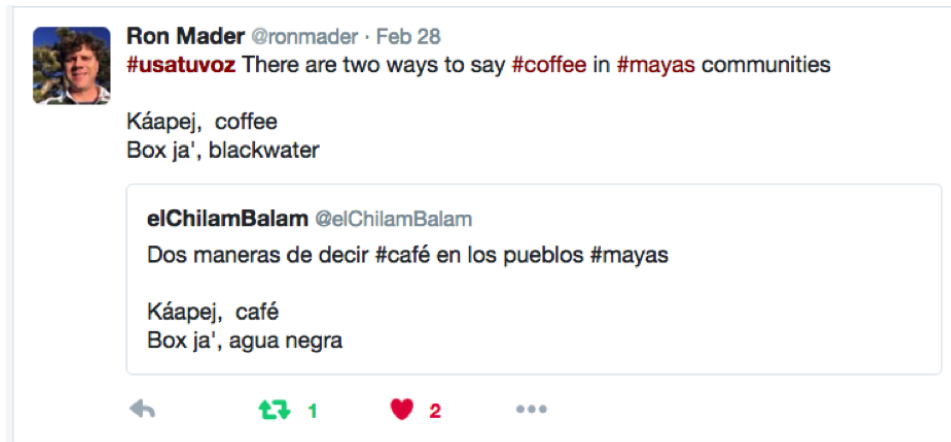 Ron Mader @ronmader · Feb 28
#usatuvoz There are two ways to say #coffee in #mayas communities
Káapej,  coffee
Box ja', blackwater
elChilamBalam @elChilamBalam
Dos maneras de decir #café en los pueblos #mayas
Káapej,  café
Box ja', agua negra
1 2